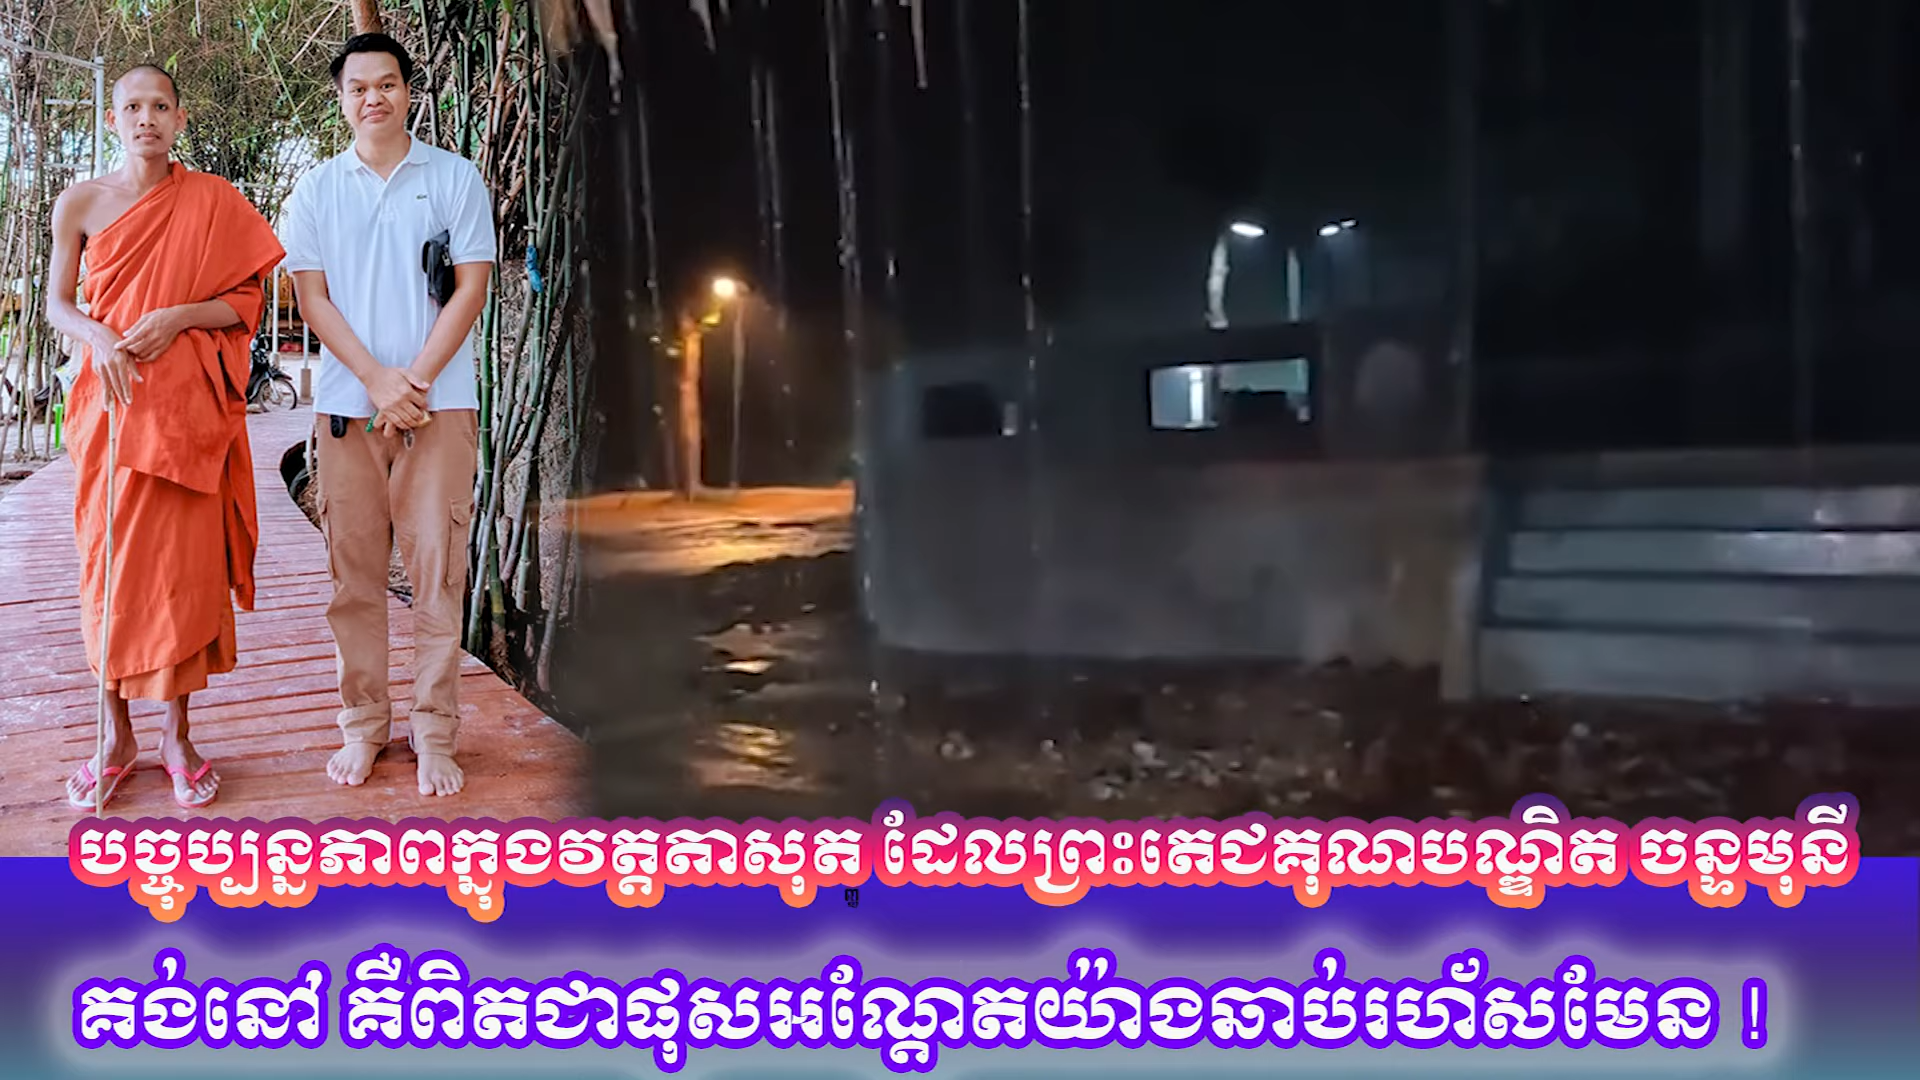 បច្ចុប្បន្នភាពក្នុងវត្តតាសុត ដែលព្រះតេជគុណបណ្ឌិត ចន្ទមុនី
គង់នៅ គឺពិតជាផុសអណ្ដែតយ៉ាងឆាប់រហ័សមែន !